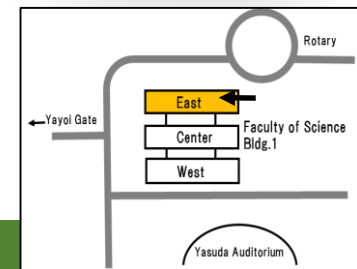 Rotary
East
Yayoi Gate
Center
Faculty of Science
Bldg.1
West
Yasuda Auditorium